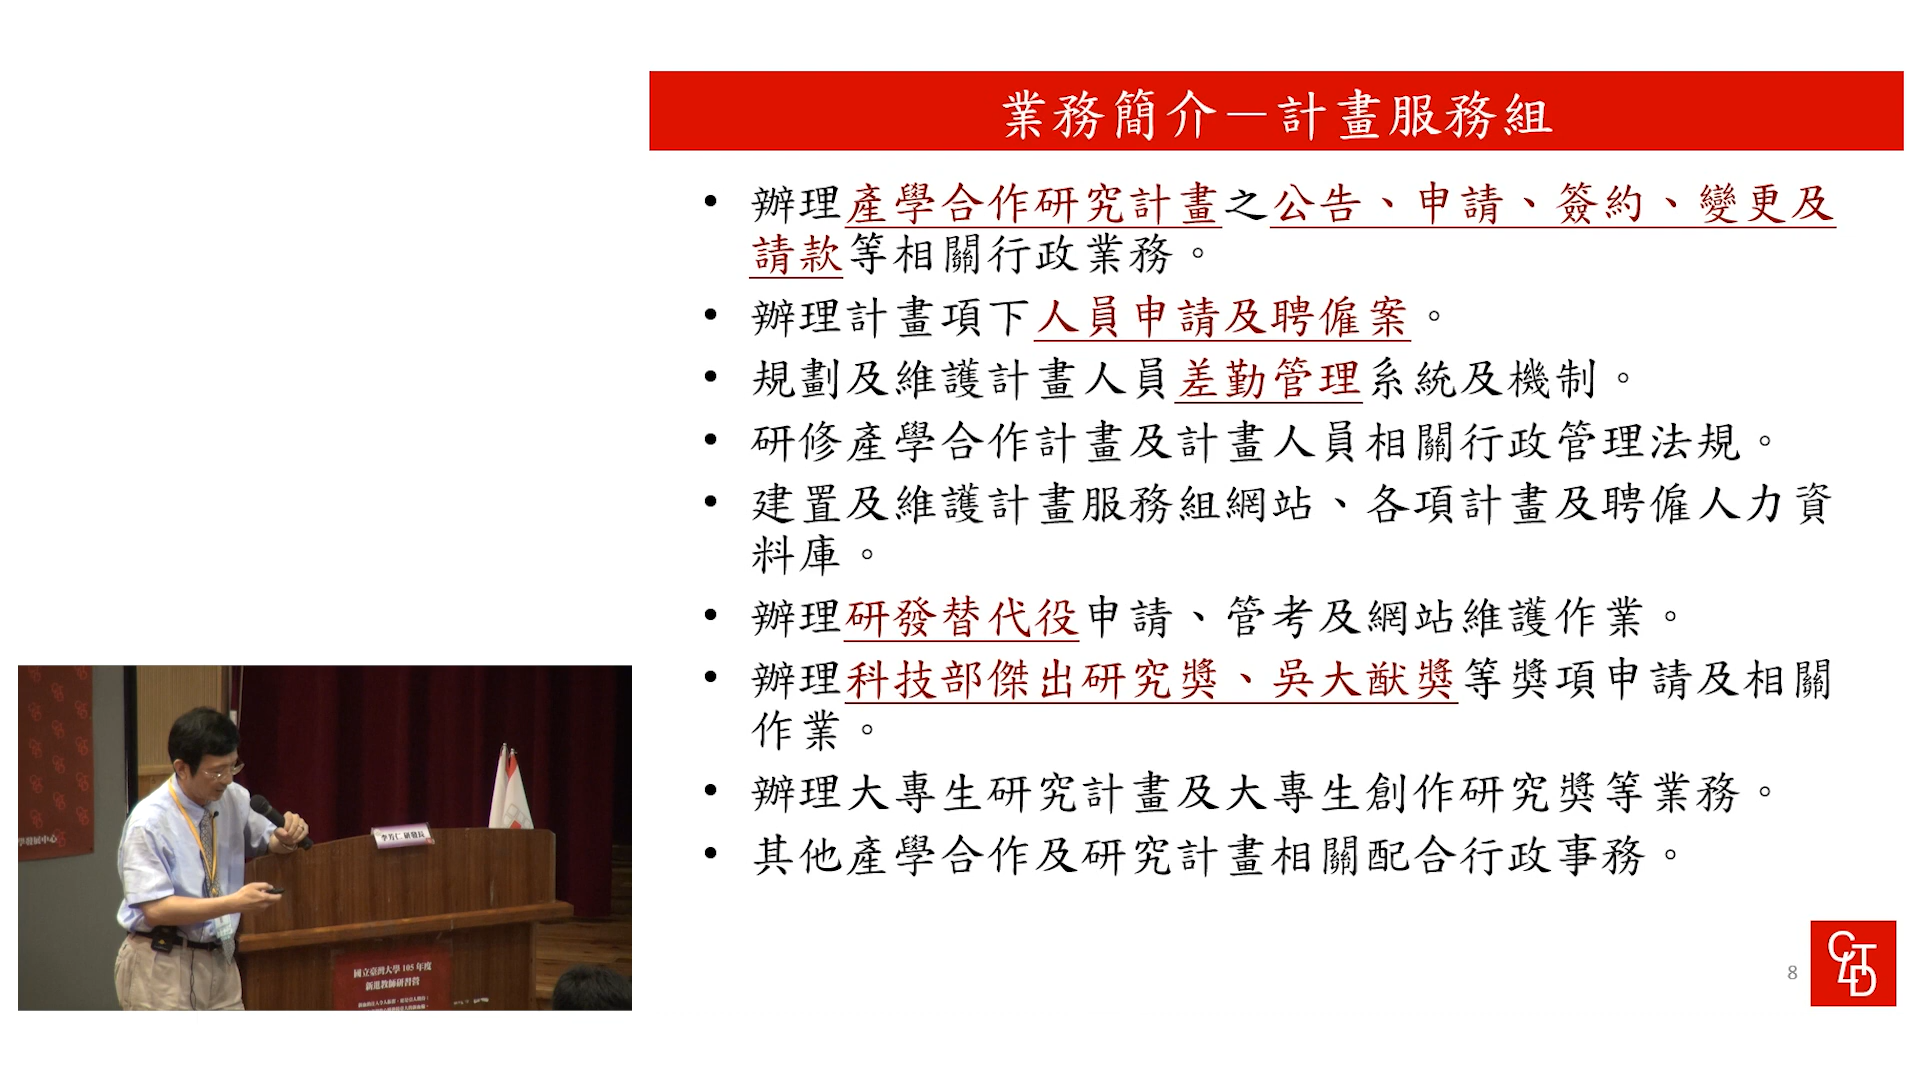 業務簡介－計畫服務組
• 辦理產學合作研究計畫之公告、申請、簽約、變更及
請款等相關行政業務。
• 辦理計畫項下人員申請及聘僱案。
• 規劃及維護計畫人員差勤管理系統及機制。
• 研修產學合作計畫及計畫人員相關行政管理法規。
• 建置及維護計畫服務組網站、各項計畫及聘僱人力資
料庫。
• 辦理研發替代役申請、管考及網站維護作業。
• 辦理科技部傑出研究獎、吳大猷獎等獎項申請及相關
作業。
• 辦理大專生研究計畫及大專生創作研究獎等業務。
• 其他產學合作及研究計畫相關配合行政事務。
8
CTLD
學發展中心
李芳仁 研發長
國立臺灣大學 105 年度
新進教師研習營